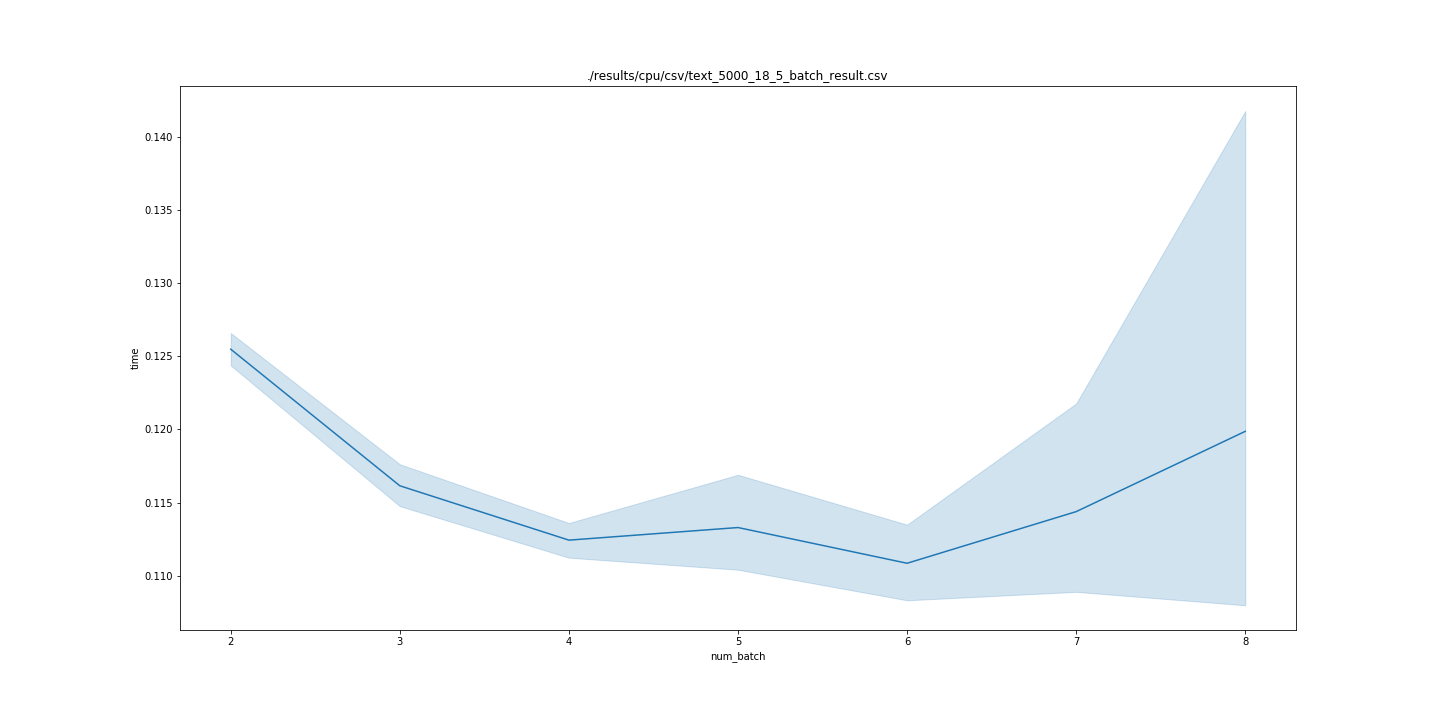 ./results/cpu/csv/text_5000_18_5_batch_result.csv
0.140
0.135
0.130
0.125
0.120
0.115
0.110
time
2 3 4 5 6 7 8
num_batch